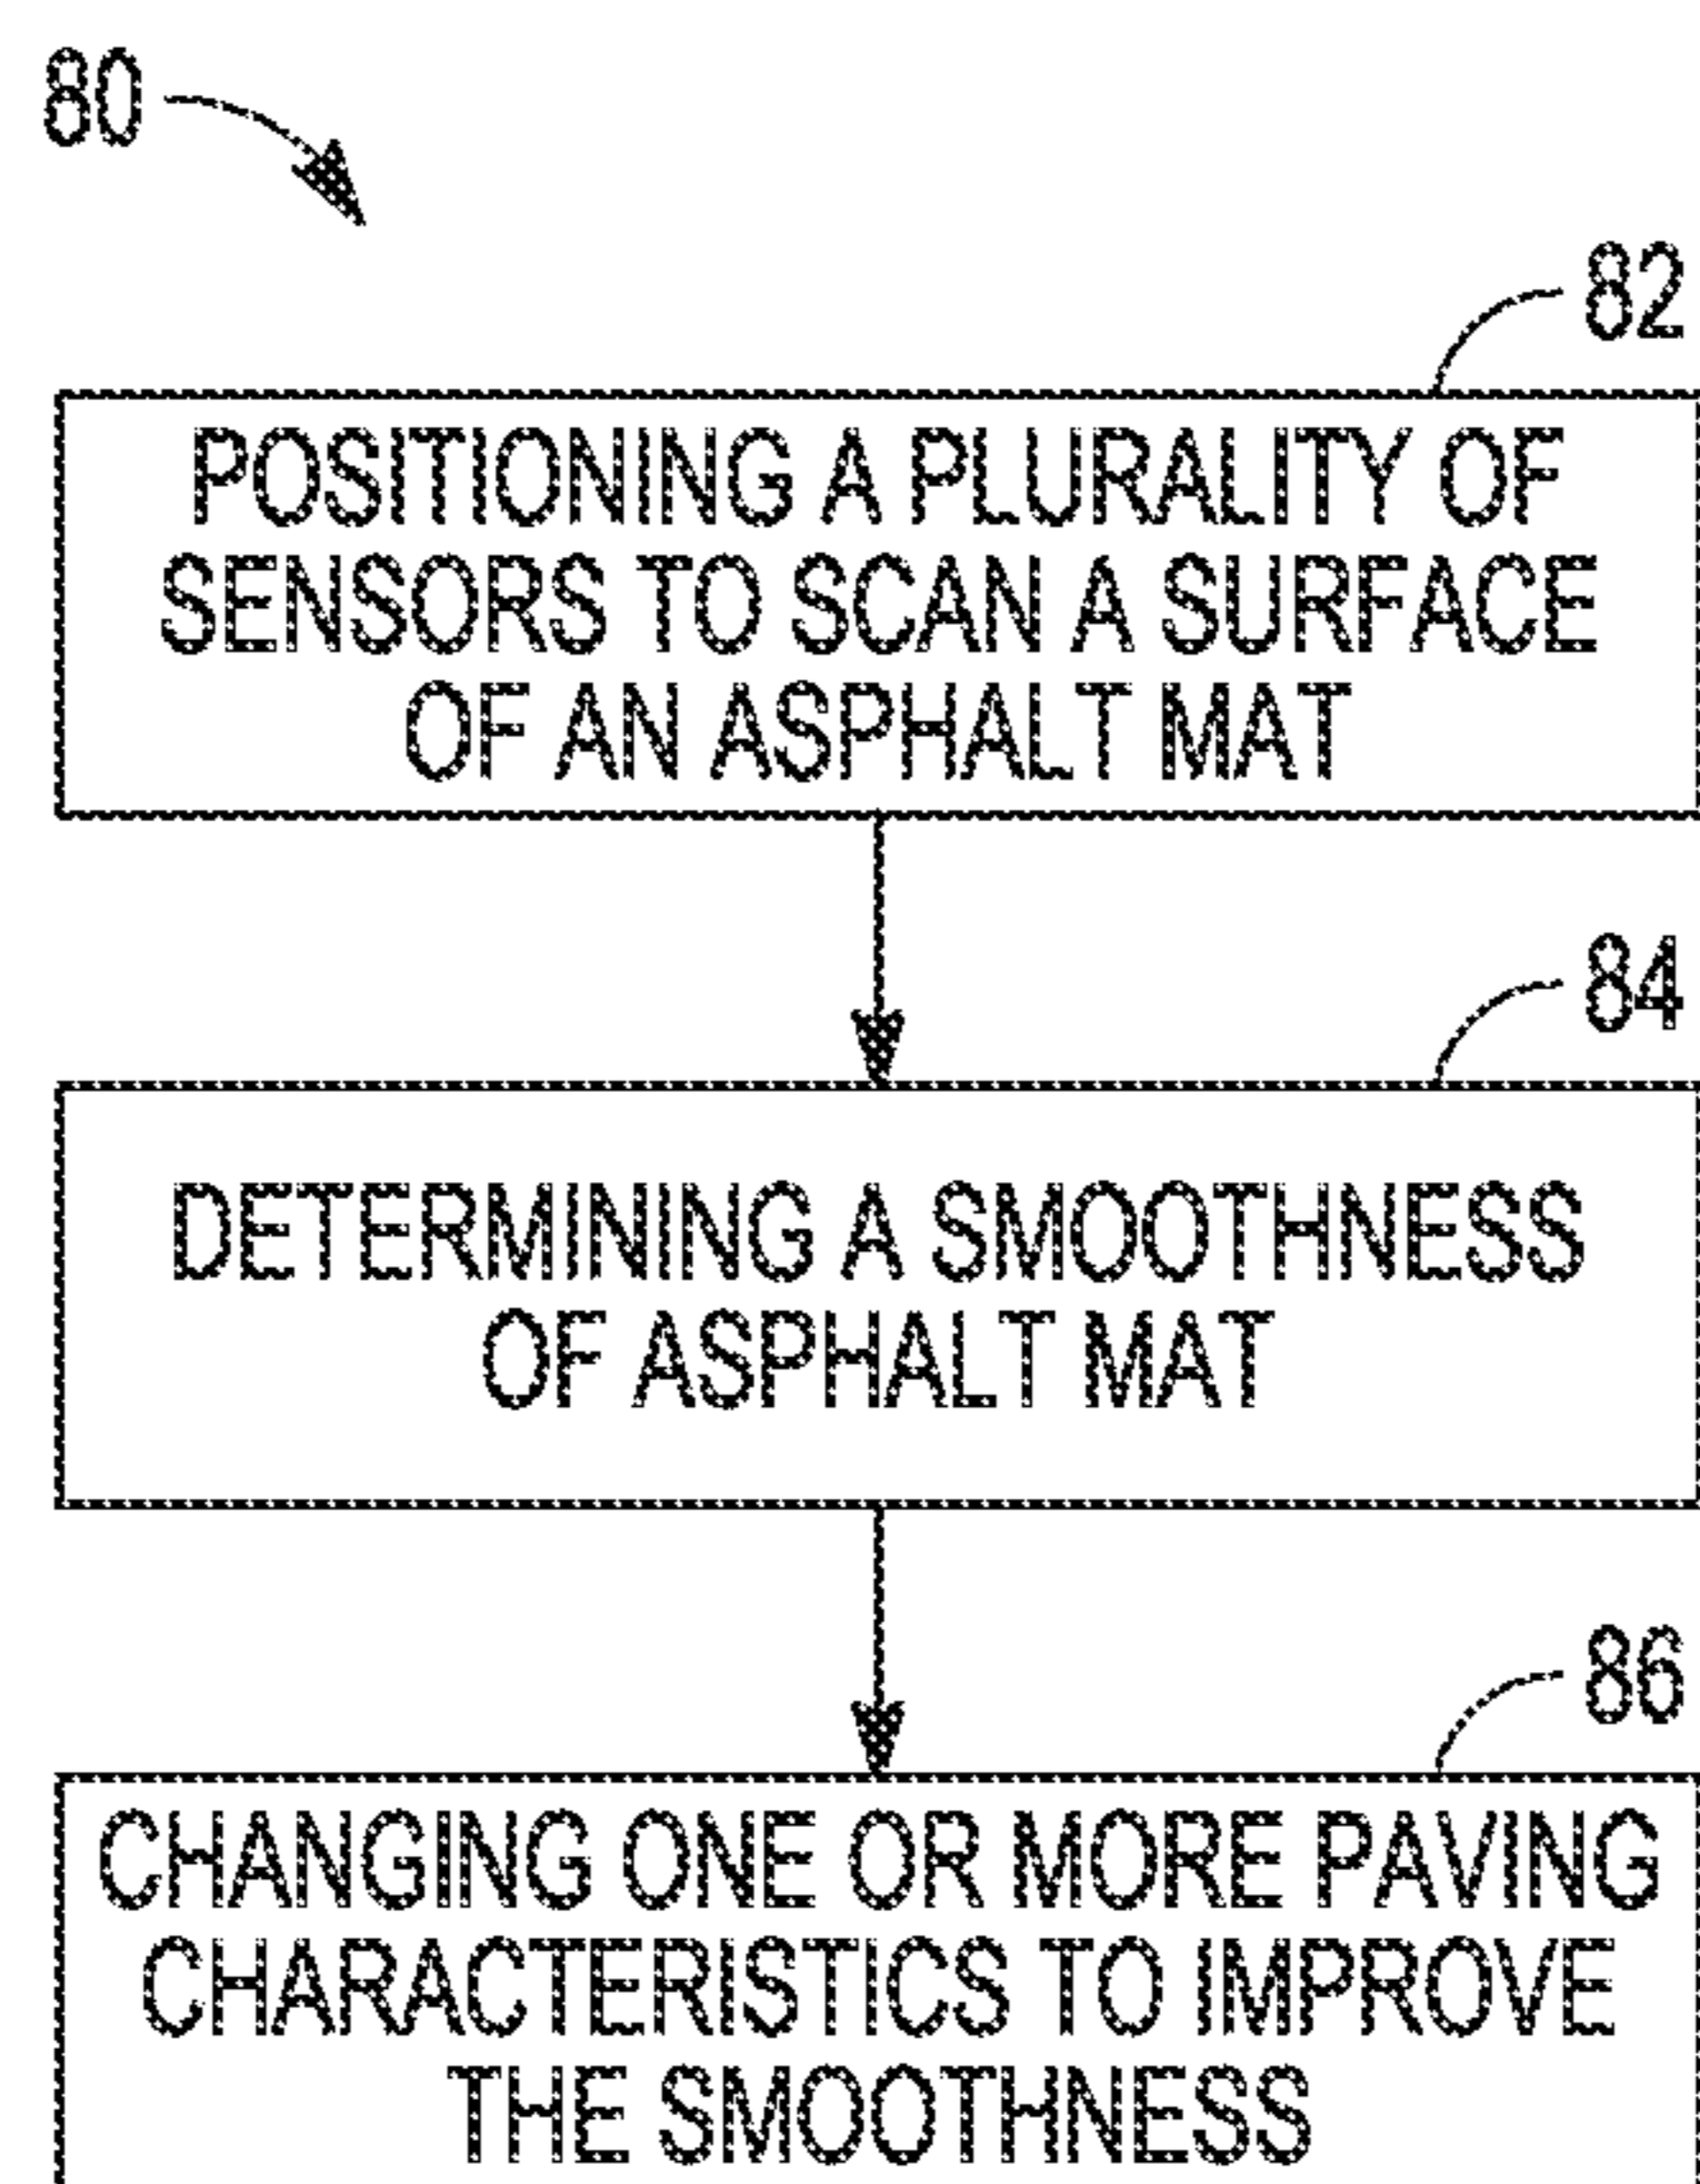 80
82
POSITIONING A PLURALITY OF
SENSORS TO SCAN A SURFACE
OF AN ASPHALT MAT
84
DETERMINING A SMOOTHNESS
OF ASPHALT MAT
86
CHANGING ONE OR MORE PAVING
CHARACTERISTICS TO IMPROVE
THE SMOOTHNESS